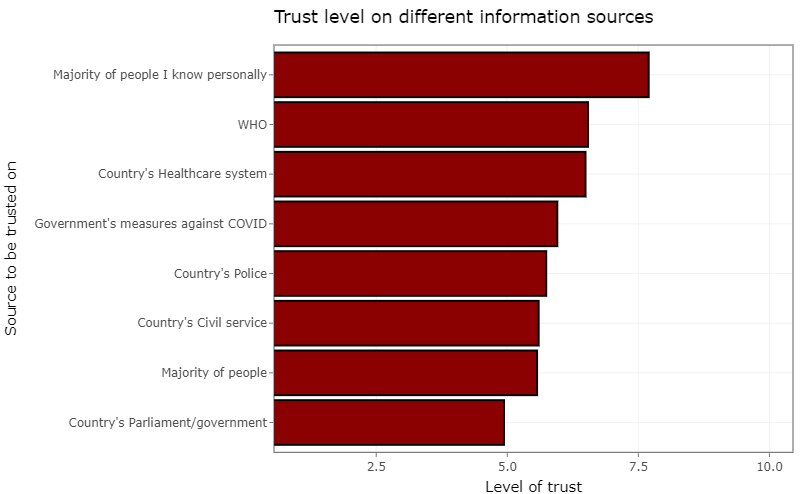 Trust level on different information sources
Source to be trusted on
Majority of people I know personally
WHO
Country's Healthcare system
Government's measures against COVID
Country's Police
Country's Civil service
Majority of people
Country's Parliament/government
2.5 5.0 7.5 10.0
Level of trust